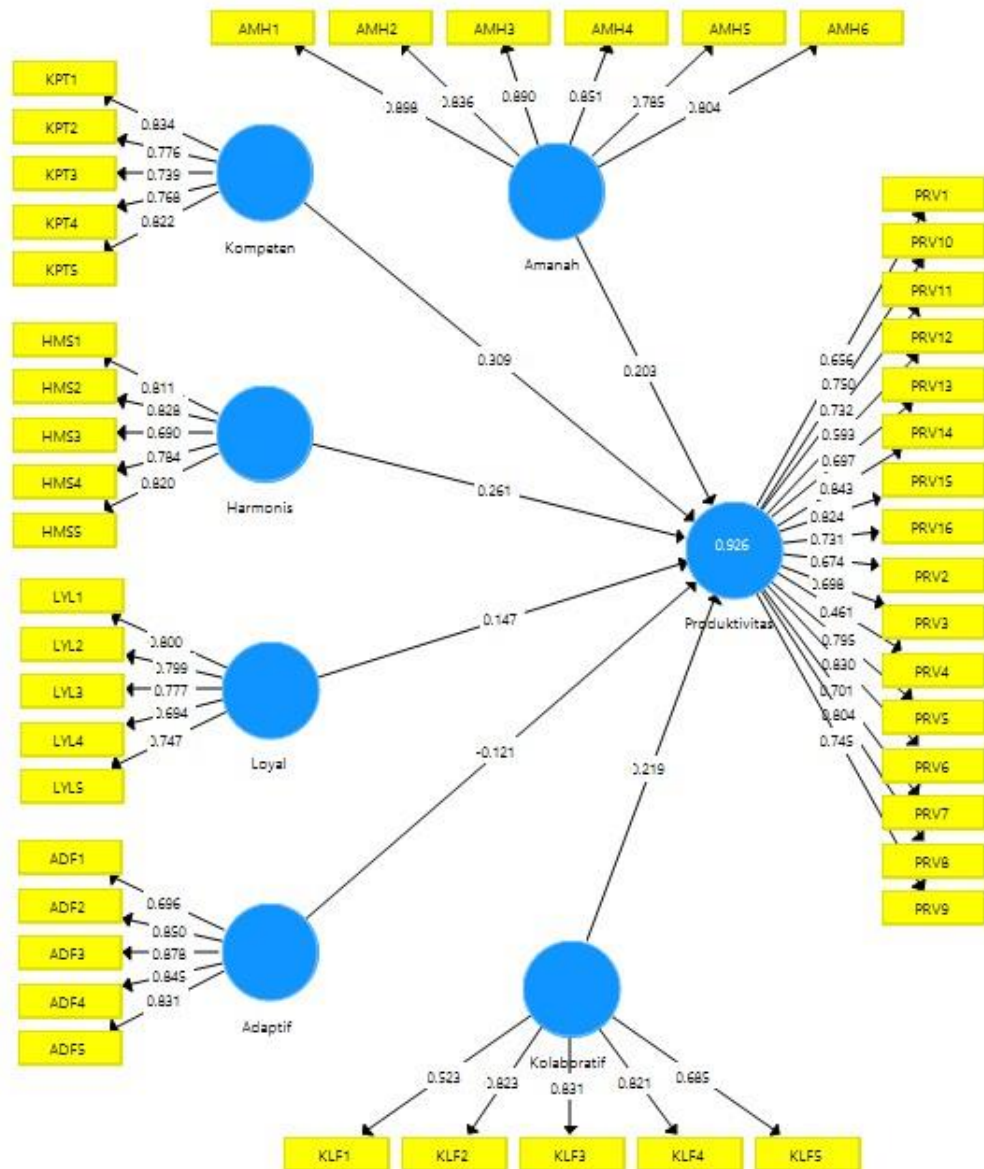 AMH1
AMH2
AMH3
AMH4
AMH5
AMH6
0.898
0.836
0.890
0.851
0.785
0.804
Amanah
KPT1
KPT2
KPT3
KPT4
KPT5
0.834
0.776
0.739
0.768
0.822
Kompeten
HMS1
HMS2
HMS3
HMS4
HMS5
0.811
0.828
0.690
0.784
0.820
Harmonis
LYL1
LYL2
LYL3
LYL4
LYL5
0.800
0.799
0.777
0.694
0.747
Loyal
ADF1
ADF2
ADF3
ADF4
ADF5
0.696
0.850
0.878
0.845
0.831
Adaptif
0.309
0.203
0.261
0.147
-0.121
0.219
0.926
Produktivitas
0.656
0.750
0.732
0.593
0.697
0.843
0.824
0.731
0.674
0.698
0.461
0.795
0.830
0.701
0.804
0.745
PRV1
PRV10
PRV11
PRV12
PRV13
PRV14
PRV15
PRV16
PRV2
PRV3
PRV4
PRV5
PRV6
PRV7
PRV8
PRV9
Kolaboratif
0.523
0.823
0.831
0.821
0.685
KLF1
KLF2
KLF3
KLF4
KLF5